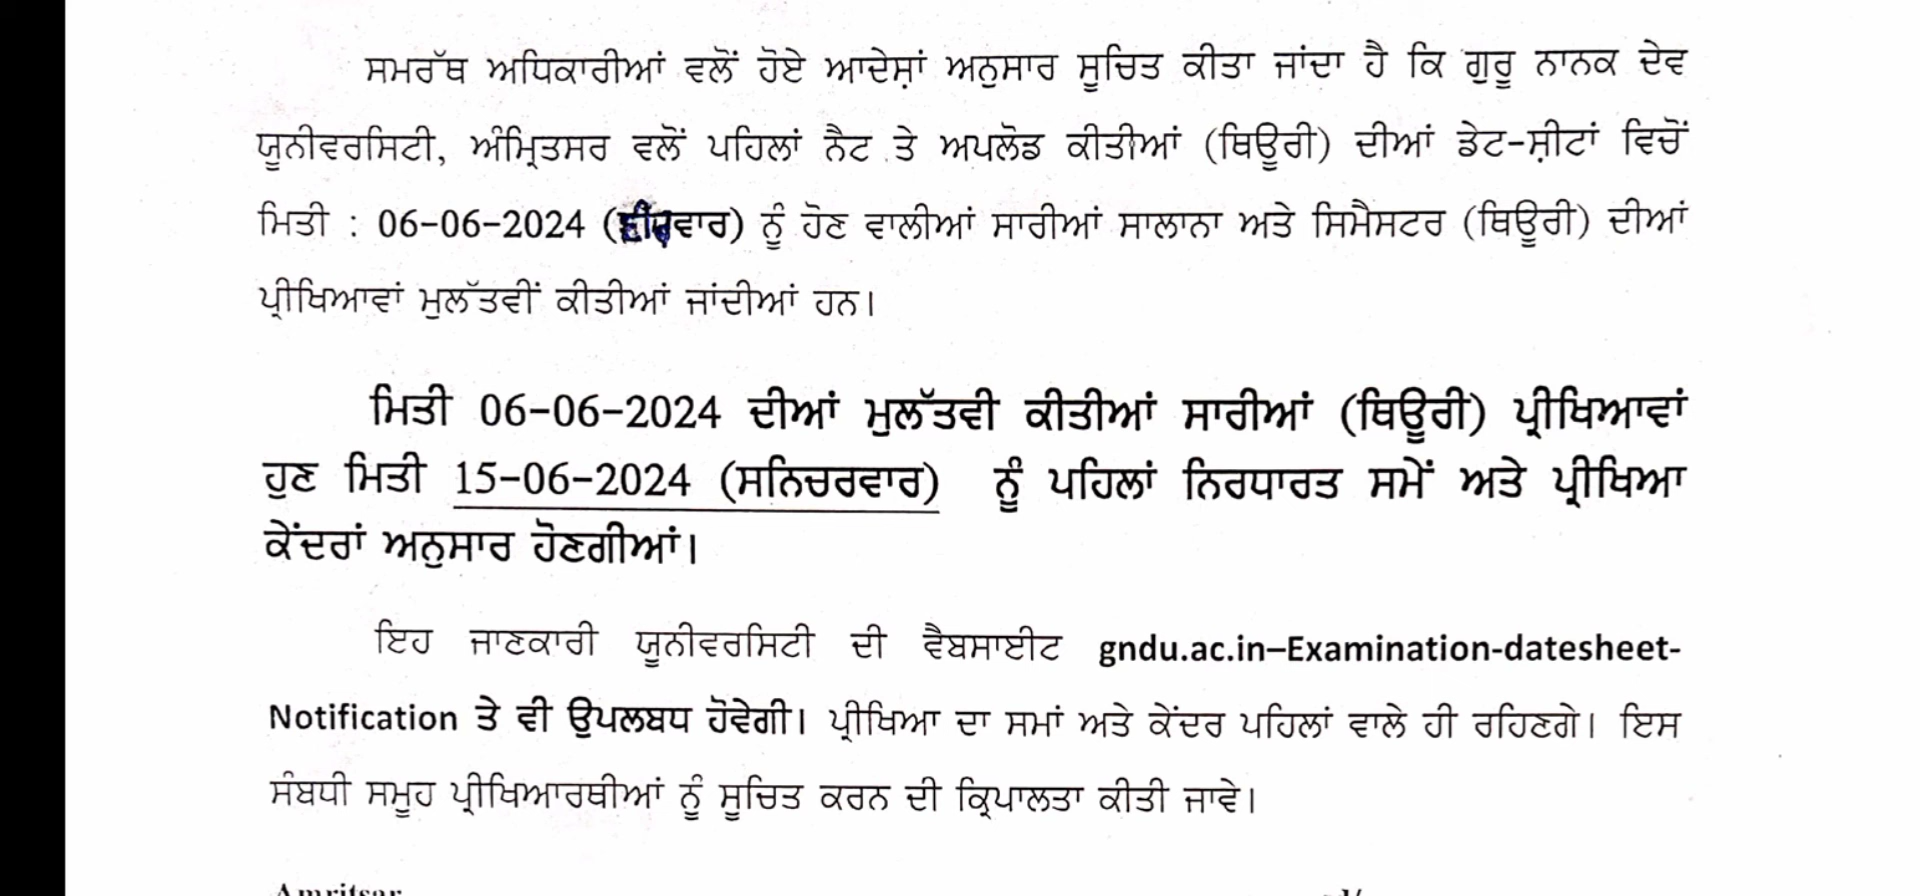 ਸਮਰੱਥ ਅਧਿਕਾਰੀਆਂ ਵਲੋਂ ਹੋਏ ਆਦੇਸ਼ਾਂ ਅਨੁਸਾਰ ਸੂਚਿਤ ਕੀਤਾ ਜਾਂਦਾ ਹੈ ਕਿ ਗੁਰੂ ਨਾਨਕ ਦੇਵ
ਯੂਨੀਵਰਸਿਟੀ, ਅੰਮ੍ਰਿਤਸਰ ਵਲੋਂ ਪਹਿਲਾਂ ਨੈਟ ਤੇ ਅਪਲੋਡ ਕੀਤੀਆਂ (ਥਿਊਰੀ) ਦੀਆਂ ਡੇਟ-ਸ਼ੀਟਾਂ ਵਿਚੋਂ
ਮਿਤੀ : 06-06-2024 ਨੂੰ ਹੋਣ ਵਾਲੀਆਂ ਸਾਰੀਆਂ ਸਾਲਾਨਾ ਅਤੇ ਸਿਮੈਸਟਰ (ਥਿਊਰੀ) ਦੀਆਂ
ਪ੍ਰੀਖਿਆਵਾਂ ਮੁਲੱਤਵੀਂ ਕੀਤੀਆਂ ਜਾਂਦੀਆਂ ਹਨ।
ਮਿਤੀ 06-06-2024 ਦੀਆਂ ਮੁਲੱਤਵੀ ਕੀਤੀਆਂ ਸਾਰੀਆਂ (ਥਿਊਰੀ) ਪ੍ਰੀਖਿਆਵਾਂ
ਹੁਣ ਮਿਤੀ 15-06-2024 (ਸਨਿਚਰਵਾਰ) ਨੂੰ ਪਹਿਲਾਂ ਨਿਰਧਾਰਤ ਸਮੇਂ ਅਤੇ ਪ੍ਰੀਖਿਆ
ਕੇਂਦਰਾਂ ਅਨੁਸਾਰ ਹੋਣਗੀਆਂ।
ਇਹ ਜਾਣਕਾਰੀ ਯੂਨੀਵਰਸਿਟੀ ਦੀ ਵੈਬਸਾਈਟ gndu.ac.in–Examination-datesheet-
Notification ਤੇ ਵੀ ਉਪਲਬਧ ਹੋਵੇਗੀ। ਪ੍ਰੀਖਿਆ ਦਾ ਸਮਾਂ ਅਤੇ ਕੇਂਦਰ ਪਹਿਲਾਂ ਵਾਲੇ ਹੀ ਰਹਿਣਗੇ। ਇਸ
ਸੰਬਧੀ ਸਮੂਹ ਪ੍ਰੀਖਿਆਰਥੀਆਂ ਨੂੰ ਸੂਚਿਤ ਕਰਨ ਦੀ ਕ੍ਰਿਪਾਲਤਾ ਕੀਤੀ ਜਾਵੇ।